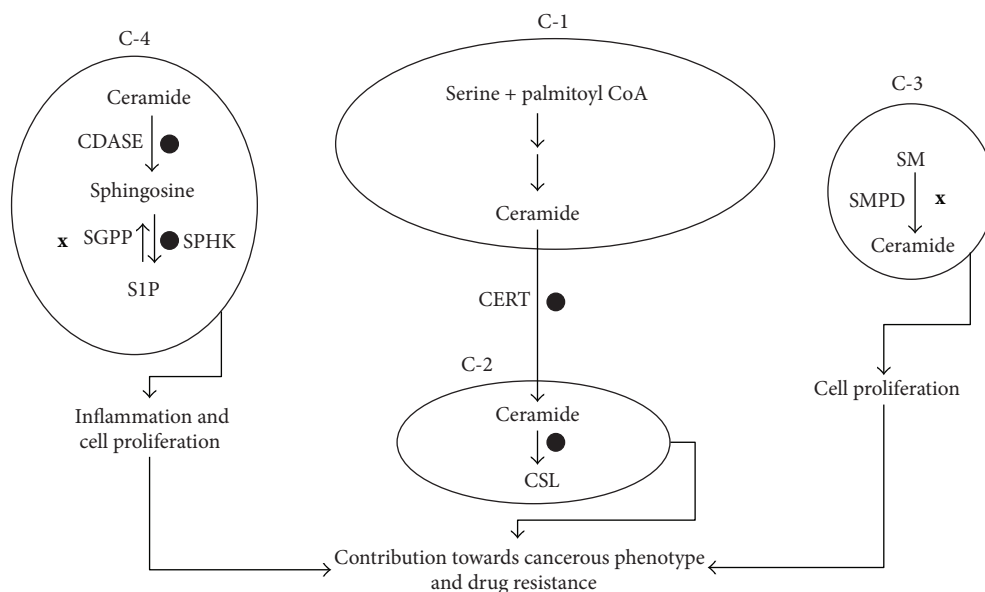 C-4
Ceramide
CDASE
Sphingosine
x
SGPP
SPHK
S1P
Inflammation and
cell proliferation
C-1
Serine + palmitoyl CoA
Ceramide
CERT
C-2
Ceramide
CSL
C-3
SM
SMPD
x
Ceramide
Cell proliferation
Contribution towards cancerous phenotype
and drug resistance